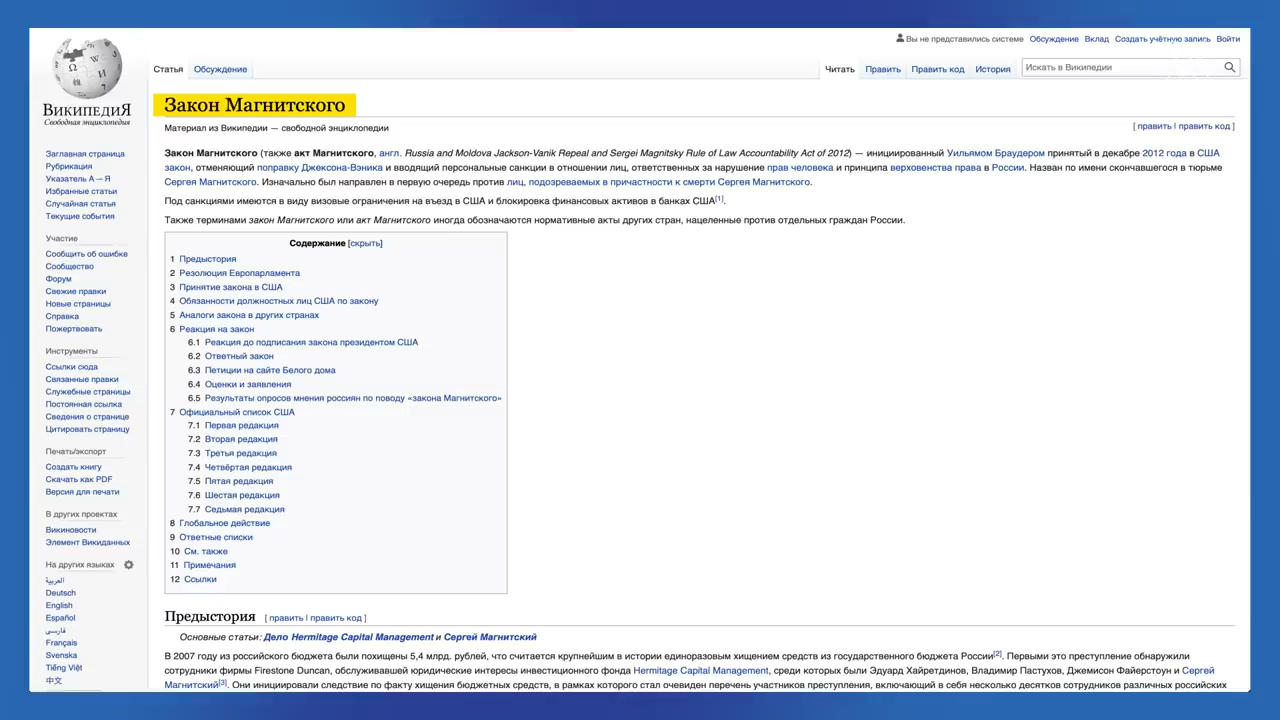 Вы не представились системе Обсуждение Вклад Создать учётную запись Войти
Статья Обсуждение Читать Править Править код История Искать в Википедии
ВИКИПЕДИЯ
Свободная энциклопедия
Заглавная страница
Рубрикация
Указатель А — Я
Избранные статьи
Случайная статья
Текущие события
Участие
Сообщить об ошибке
Сообщество
Форум
Свежие правки
Новые страницы
Справка
Пожертвовать
Инструменты
Ссылки сюда
Связанные правки
Служебные страницы
Постоянная ссылка
Сведения о странице
Цитировать страницу
Печать/экспорт
Создать книгу
Скачать как PDF
Версия для печати
В других проектах
Викиновости
Элемент Викиданных
На других языках
العربية
Deutsch
English
Español
فارسی
Français
Svenska
Tiếng Việt
中文
Закон Магнитского
Материал из Википедии — свободной энциклопедии [ править | править код ]
Закон Магнитского (также акт Магнитского, англ. Russia and Moldova Jackson-Vanik Repeal and Sergei Magnitsky Rule of Law Accountability Act of 2012) — инициированный Уильямом Браудером принятый в декабре 2012 года в США
закон, отменяющий поправку Джексона-Вэника и вводящий персональные санкции в отношении лиц, ответственных за нарушение прав человека и принципа верховенства права в России. Назван по имени скончавшегося в тюрьме
Сергея Магнитского. Изначально был направлен в первую очередь против лиц, подозреваемых в причастности к смерти Сергея Магнитского.
Под санкциями имеются в виду визовые ограничения на въезд в США и блокировка финансовых активов в банках США[1].
Также терминами закон Магнитского или акт Магнитского иногда обозначаются нормативные акты других стран, нацеленные против отдельных граждан России.
Содержание [скрыть]
1 Предыстория
2 Резолюция Европарламента
3 Принятие закона в США
4 Обязанности должностных лиц США по закону
5 Аналоги закона в других странах
6 Реакция на закон
6.1 Реакция до подписания закона президентом США
6.2 Ответный закон
6.3 Петиции на сайте Белого дома
6.4 Оценки и заявления
6.5 Результаты опросов мнения россиян по поводу «закона Магнитского»
7 Официальный список США
7.1 Первая редакция
7.2 Вторая редакция
7.3 Третья редакция
7.4 Четвёртая редакция
7.5 Пятая редакция
7.6 Шестая редакция
7.7 Седьмая редакция
8 Глобальное действие
9 Ответные списки
10 См. также
11 Примечания
12 Ссылки
Предыстория [ править | править код ]
Основные статьи: Дело Hermitage Capital Management и Сергей Магнитский
В 2007 году из российского бюджета были похищены 5,4 млрд. рублей, что считается крупнейшим в истории единоразовым хищением средств из государственного бюджета России[2]. Первыми это преступление обнаружили
сотрудники фирмы Firestone Duncan, обслуживавшей юридические интересы инвестиционного фонда Hermitage Capital Management, среди которых были Эдуард Хайретдинов, Владимир Пастухов, Джемисон Файерстоун и Сергей
Магнитский[3]. Они инициировали следствие по факту хищения бюджетных средств, в рамках которого стал очевиден перечень участников преступления, включающий в себя несколько десятков сотрудников различных российских